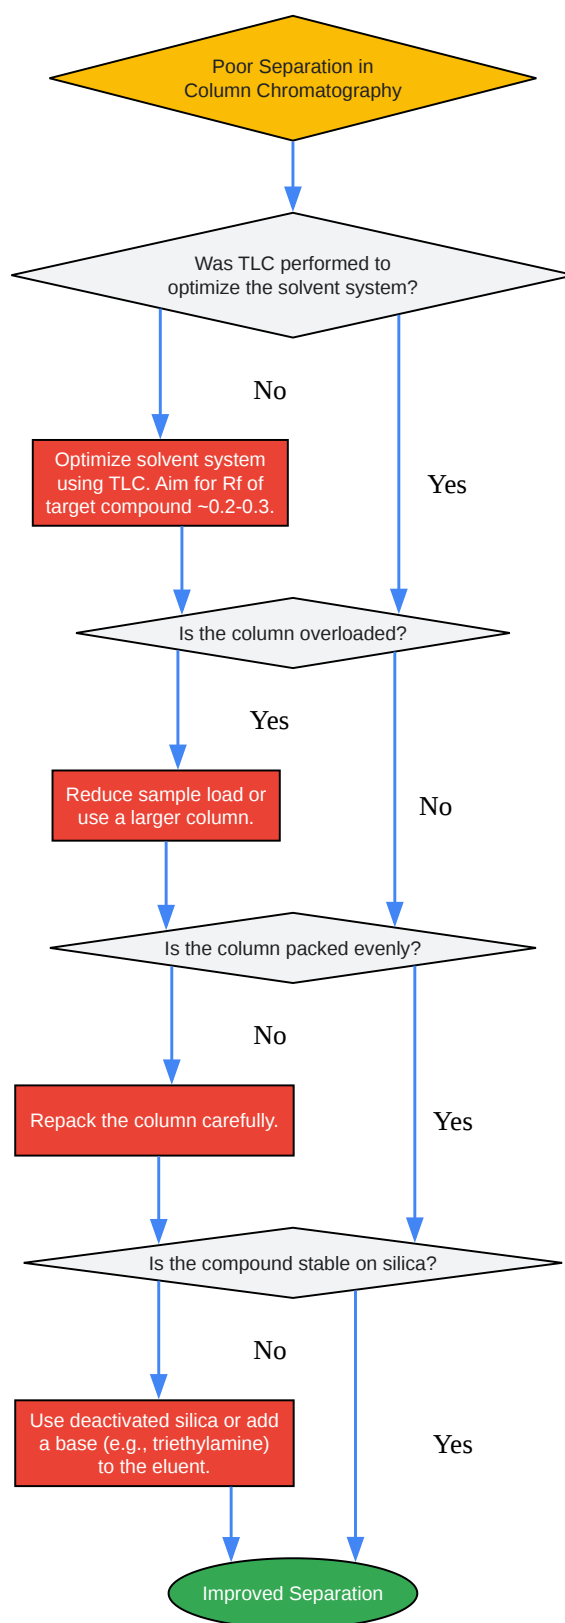 Poor Separation in
Column Chromatography
Was TLC performed to
optimize the solvent system?
No
Optimize solvent system
using TLC. Aim for Rf of
target compound ~0.2-0.3.
Yes
Is the column overloaded?
Yes
Reduce sample load or
use a larger column.
No
Is the column packed evenly?
No
Repack the column carefully.
Yes
Is the compound stable on silica?
No
Use deactivated silica or add
a base (e.g., triethylamine)
to the eluent.
Yes
Improved Separation